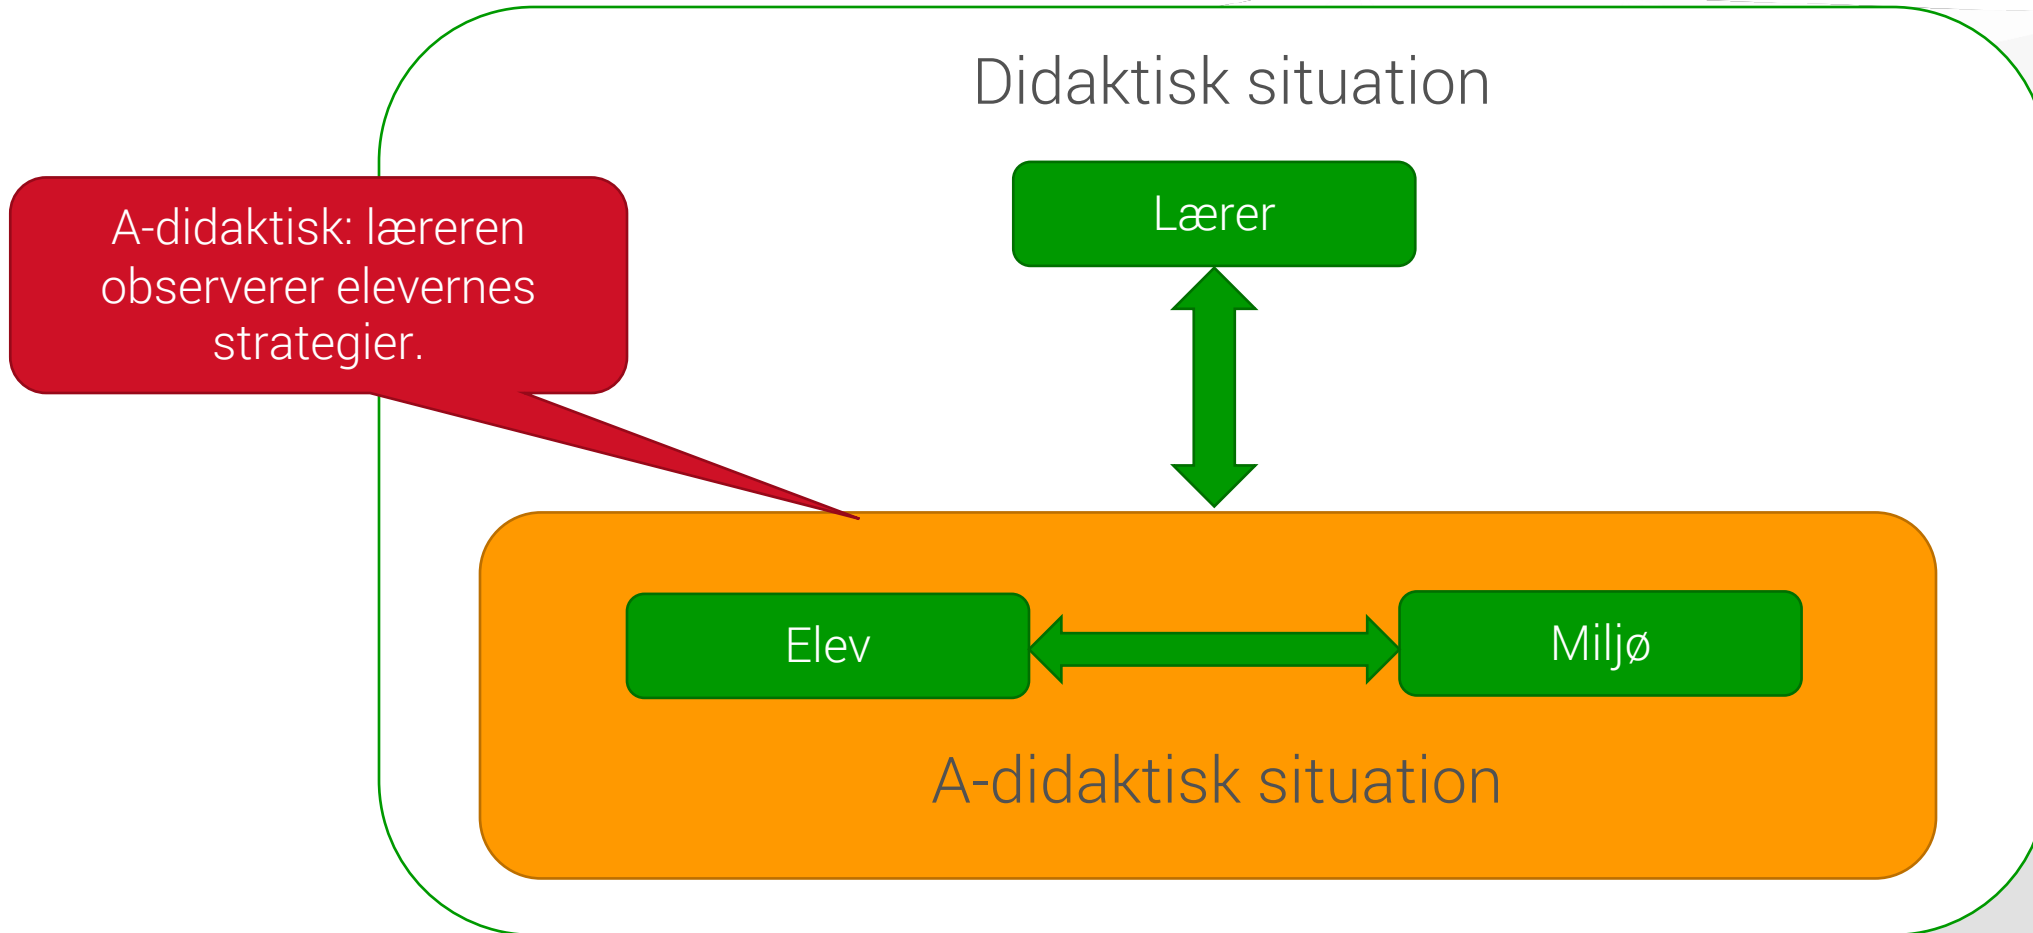 Didaktisk situation
Lærer
A-didaktisk: læreren
observerer elevernes
strategier.
Elev
Miljø
A-didaktisk situation